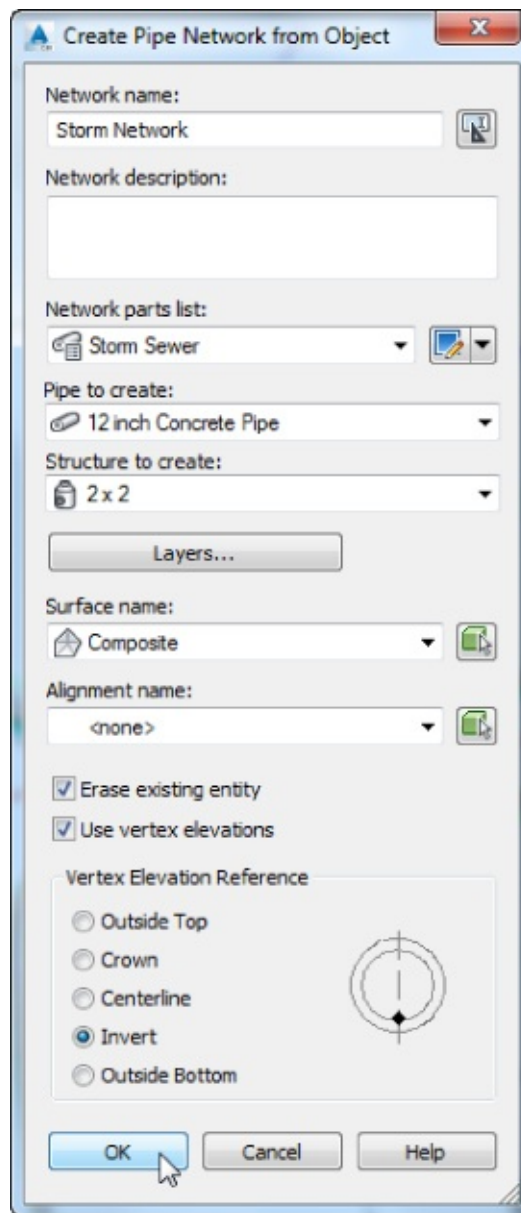 Create Pipe Network from Object
Network name:
Storm Network
Network description:
Network parts list:
Storm Sewer
Pipe to create:
12 inch Concrete Pipe
Structure to create:
2 x 2
Layers...
Surface name:
Composite
Alignment name:
<none>
Erase existing entity
Use vertex elevations
Vertex Elevation Reference
Outside Top
Crown
Centerline
Invert
Outside Bottom
OK Cancel Help